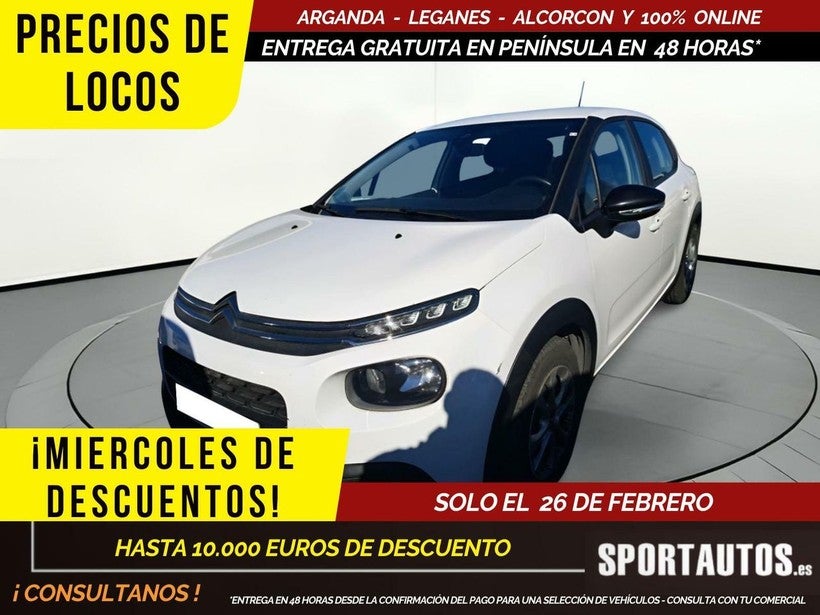 PRECIOS DE
LOCOS
ARGANDA - LEGANES - ALCORCON Y 100% ONLINE
ENTREGA GRATUITA EN PENÍNSULA EN 48 HORAS*
¡MIERCOLES DE
DESCUENTOS!
SOLO EL 26 DE FEBRERO
HASTA 10.000 EUROS DE DESCUENTO
SPORTAUTOS.es
¡ CONSULTANOS !
*ENTREGA EN 48 HORAS DESDE LA CONFIRMACIÓN DEL PAGO PARA UNA SELECCIÓN DE VEHÍCULOS - CONSULTA CON TU COMERCIAL